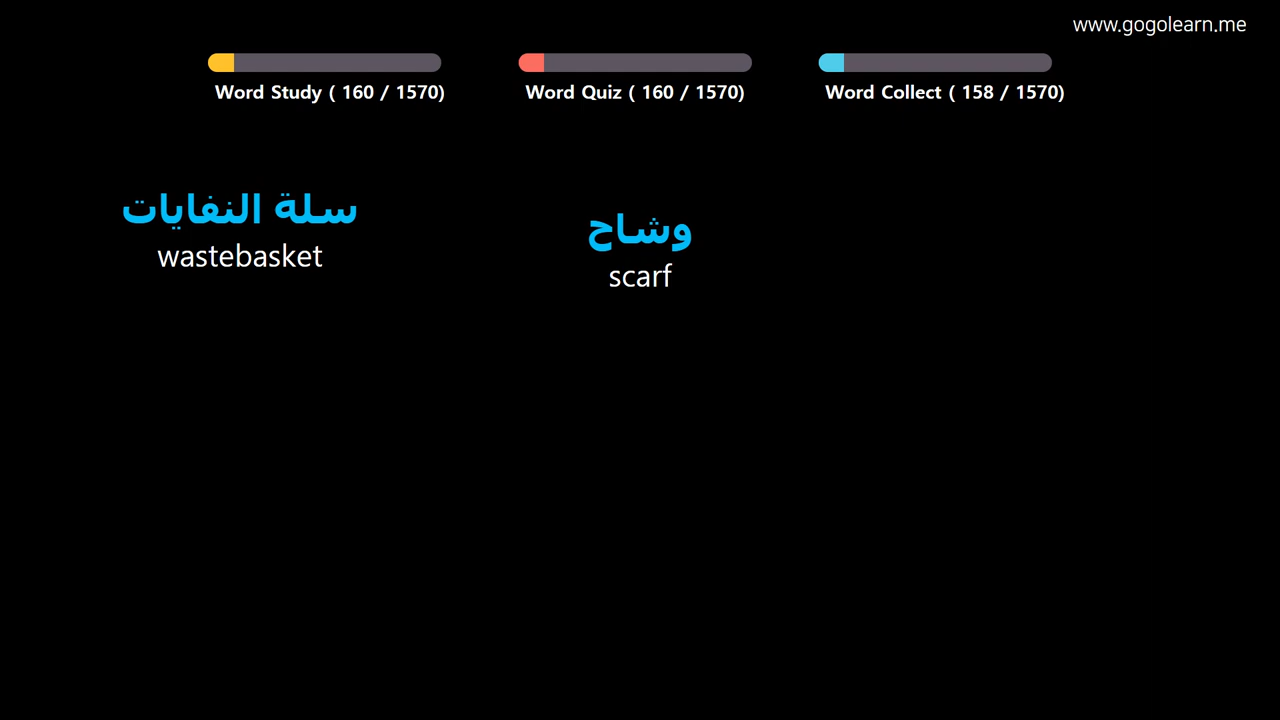 www.gogolearn.me
Word Study ( 160 / 1570)
Word Quiz ( 160 / 1570)
Word Collect ( 158 / 1570)
سلة النفايات
wastebasket
وشاح
scarf